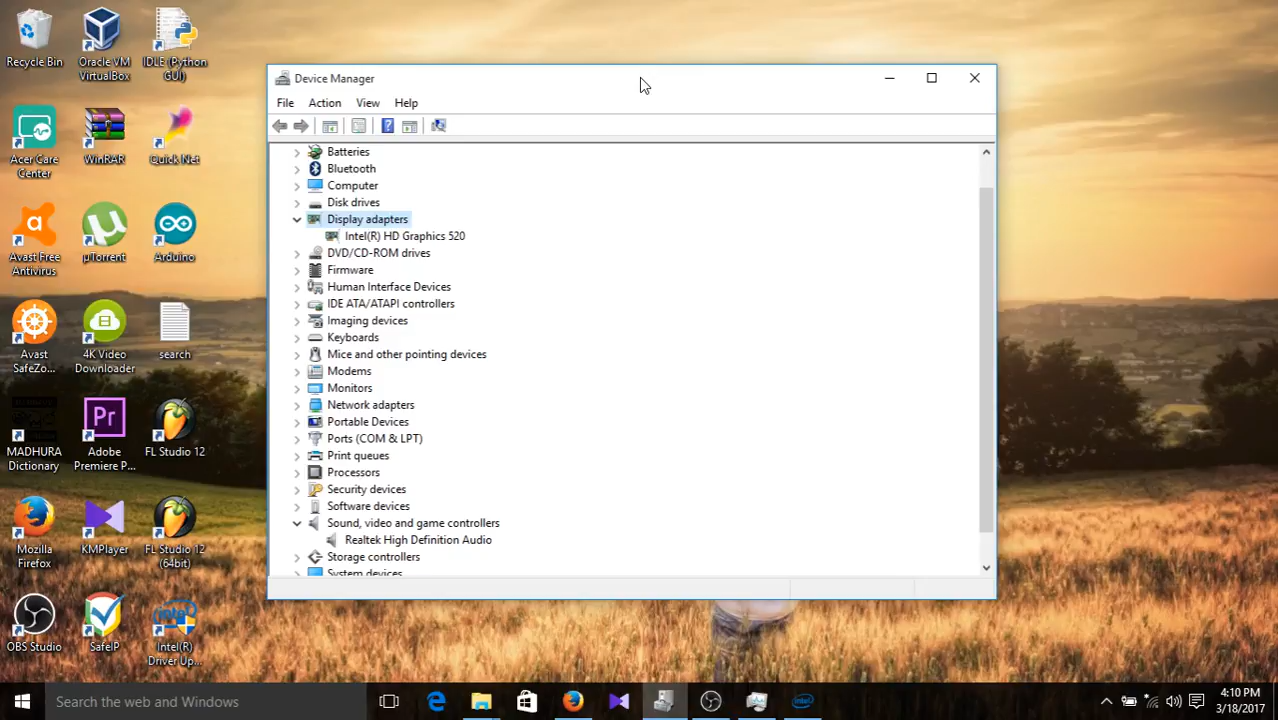 Recycle Bin
Oracle VM
VirtualBox
IDLE (Python
GUI)
Acer Care
Center
WinRAR
Quick Net
Avast Free
Antivirus
µTorrent
Arduino
Avast
SafeZo...
4K Video
Downloader
search
MADHURA
Dictionary
Pr
Adobe
Premiere P...
FL Studio 12
Mozilla
Firefox
KMPlayer
FL Studio 12
(64bit)
OBS Studio
SafeIP
Intel(R)
Driver Up...
Device Manager
File Action View Help
Batteries
Bluetooth
Computer
Disk drives
Display adapters
Intel(R) HD Graphics 520
DVD/CD-ROM drives
Firmware
Human Interface Devices
IDE ATA/ATAPI controllers
Imaging devices
Keyboards
Mice and other pointing devices
Modems
Monitors
Network adapters
Portable Devices
Ports (COM & LPT)
Print queues
Processors
Security devices
Software devices
Sound, video and game controllers
Realtek High Definition Audio
Storage controllers
System devices
Search the web and Windows
4:10 PM
3/18/2017